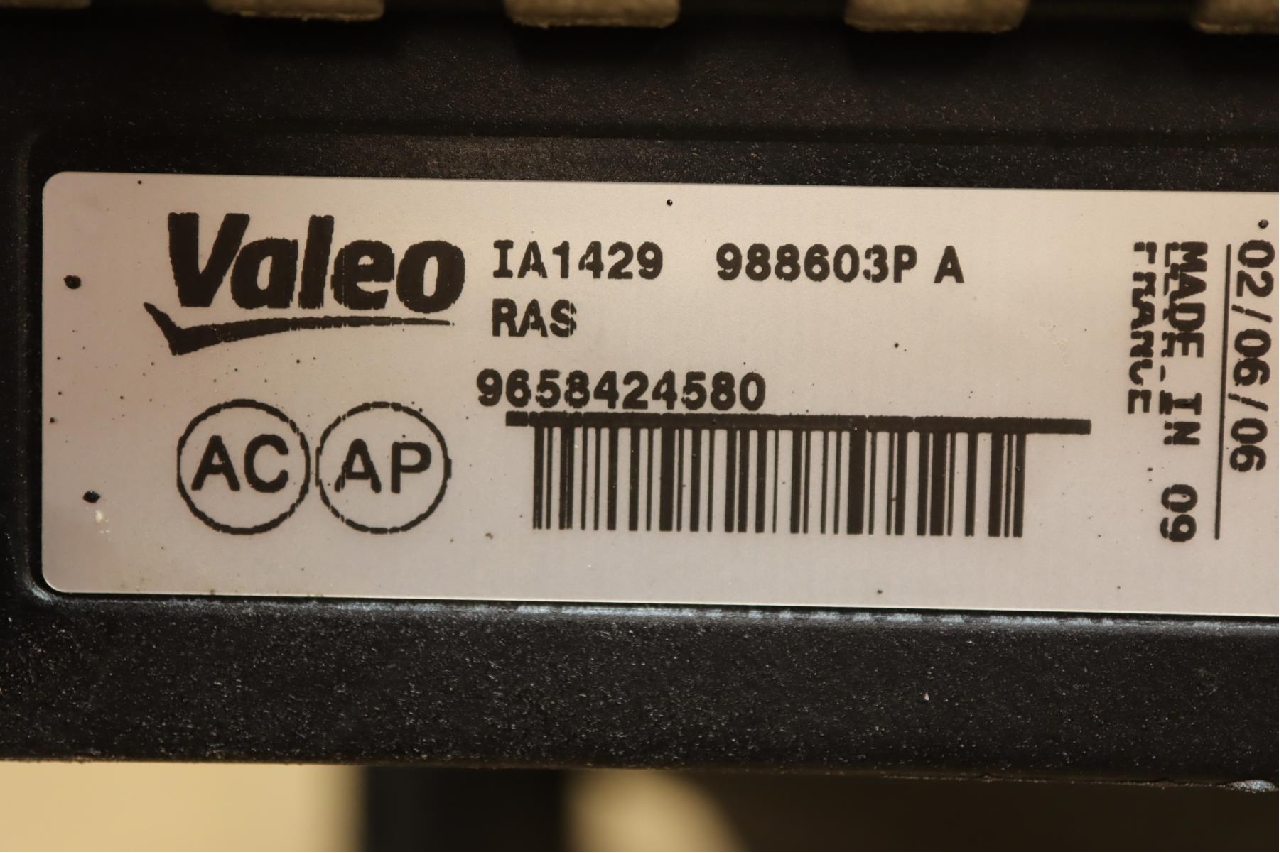 Valeo
IA1429 988603P A
RAS
9658424580
AC AP
02/06/06
MADE IN 09
FRANCE